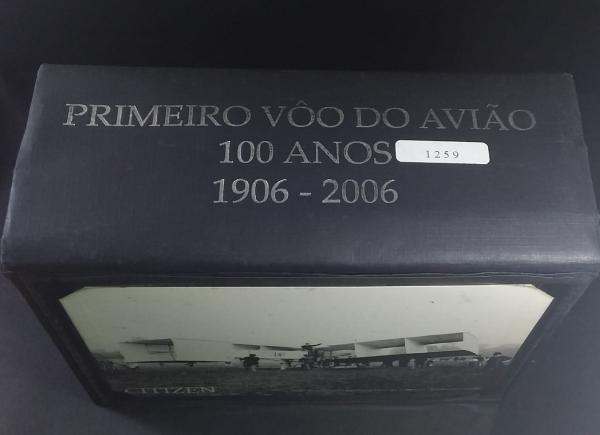 PRIMEIRO VÔO DO AVIÃO
100 ANOS 1259
1906 - 2006
CITIZEN